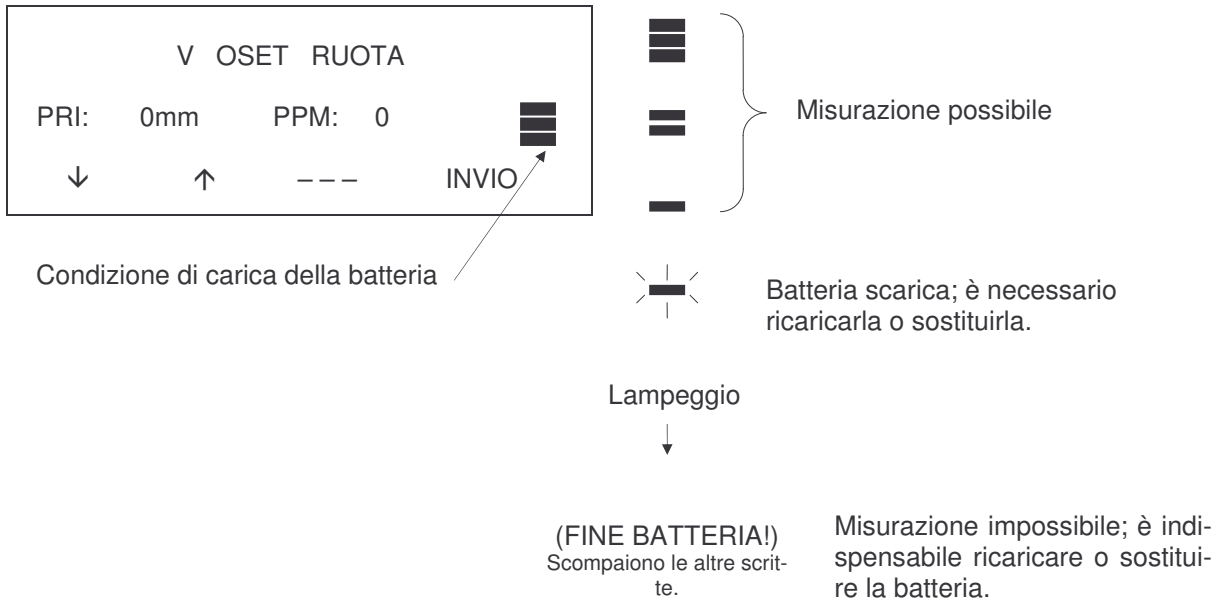 V OSET RUOTA
PRI: 0mm PPM: 0
↓ ↑ – – – INVIO
Condizione di carica della batteria
Misurazione possibile
Batteria scarica; è necessario
ricaricarla o sostituirla.
Lampeggio
↓
(FINE BATTERIA!)
Scompaiono le altre scrit-
te.
Misurazione impossibile; è indi-
spensabile ricaricare o sostitui-
re la batteria.